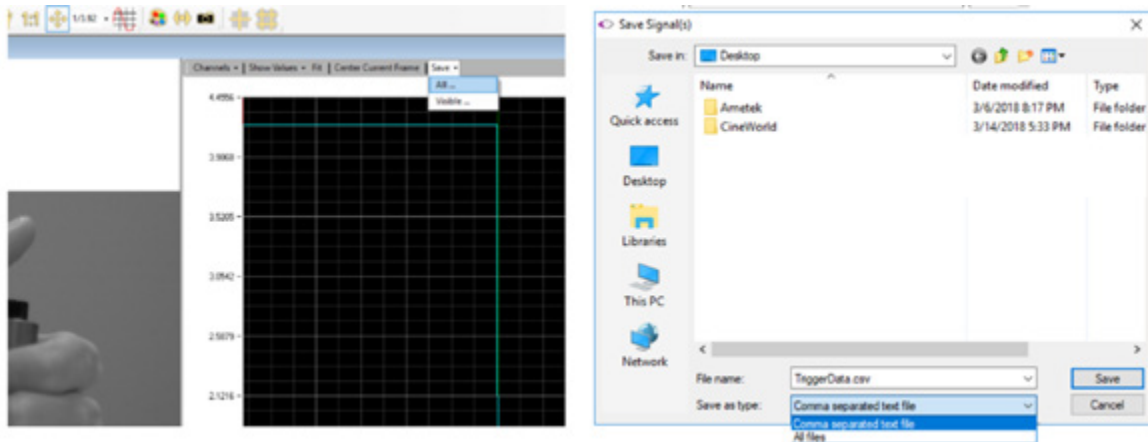 1:1 1/3.92
Channels Show Values Fit Center Current Frame Save
All ...
Visible ...
3.9868
3.5205
3.0542
2.5879
2.1216
Save Signal(s)
Save in: Desktop
Name Date modified Type
Ametek 3/6/2018 8:17 PM File folder
CineWorld 3/14/2018 5:33 PM File folder
Quick access
Desktop
Libraries
This PC
Network
File name: TriggerData.csv Save
Save as type: Comma separated text file Cancel
Comma separated text file
All files